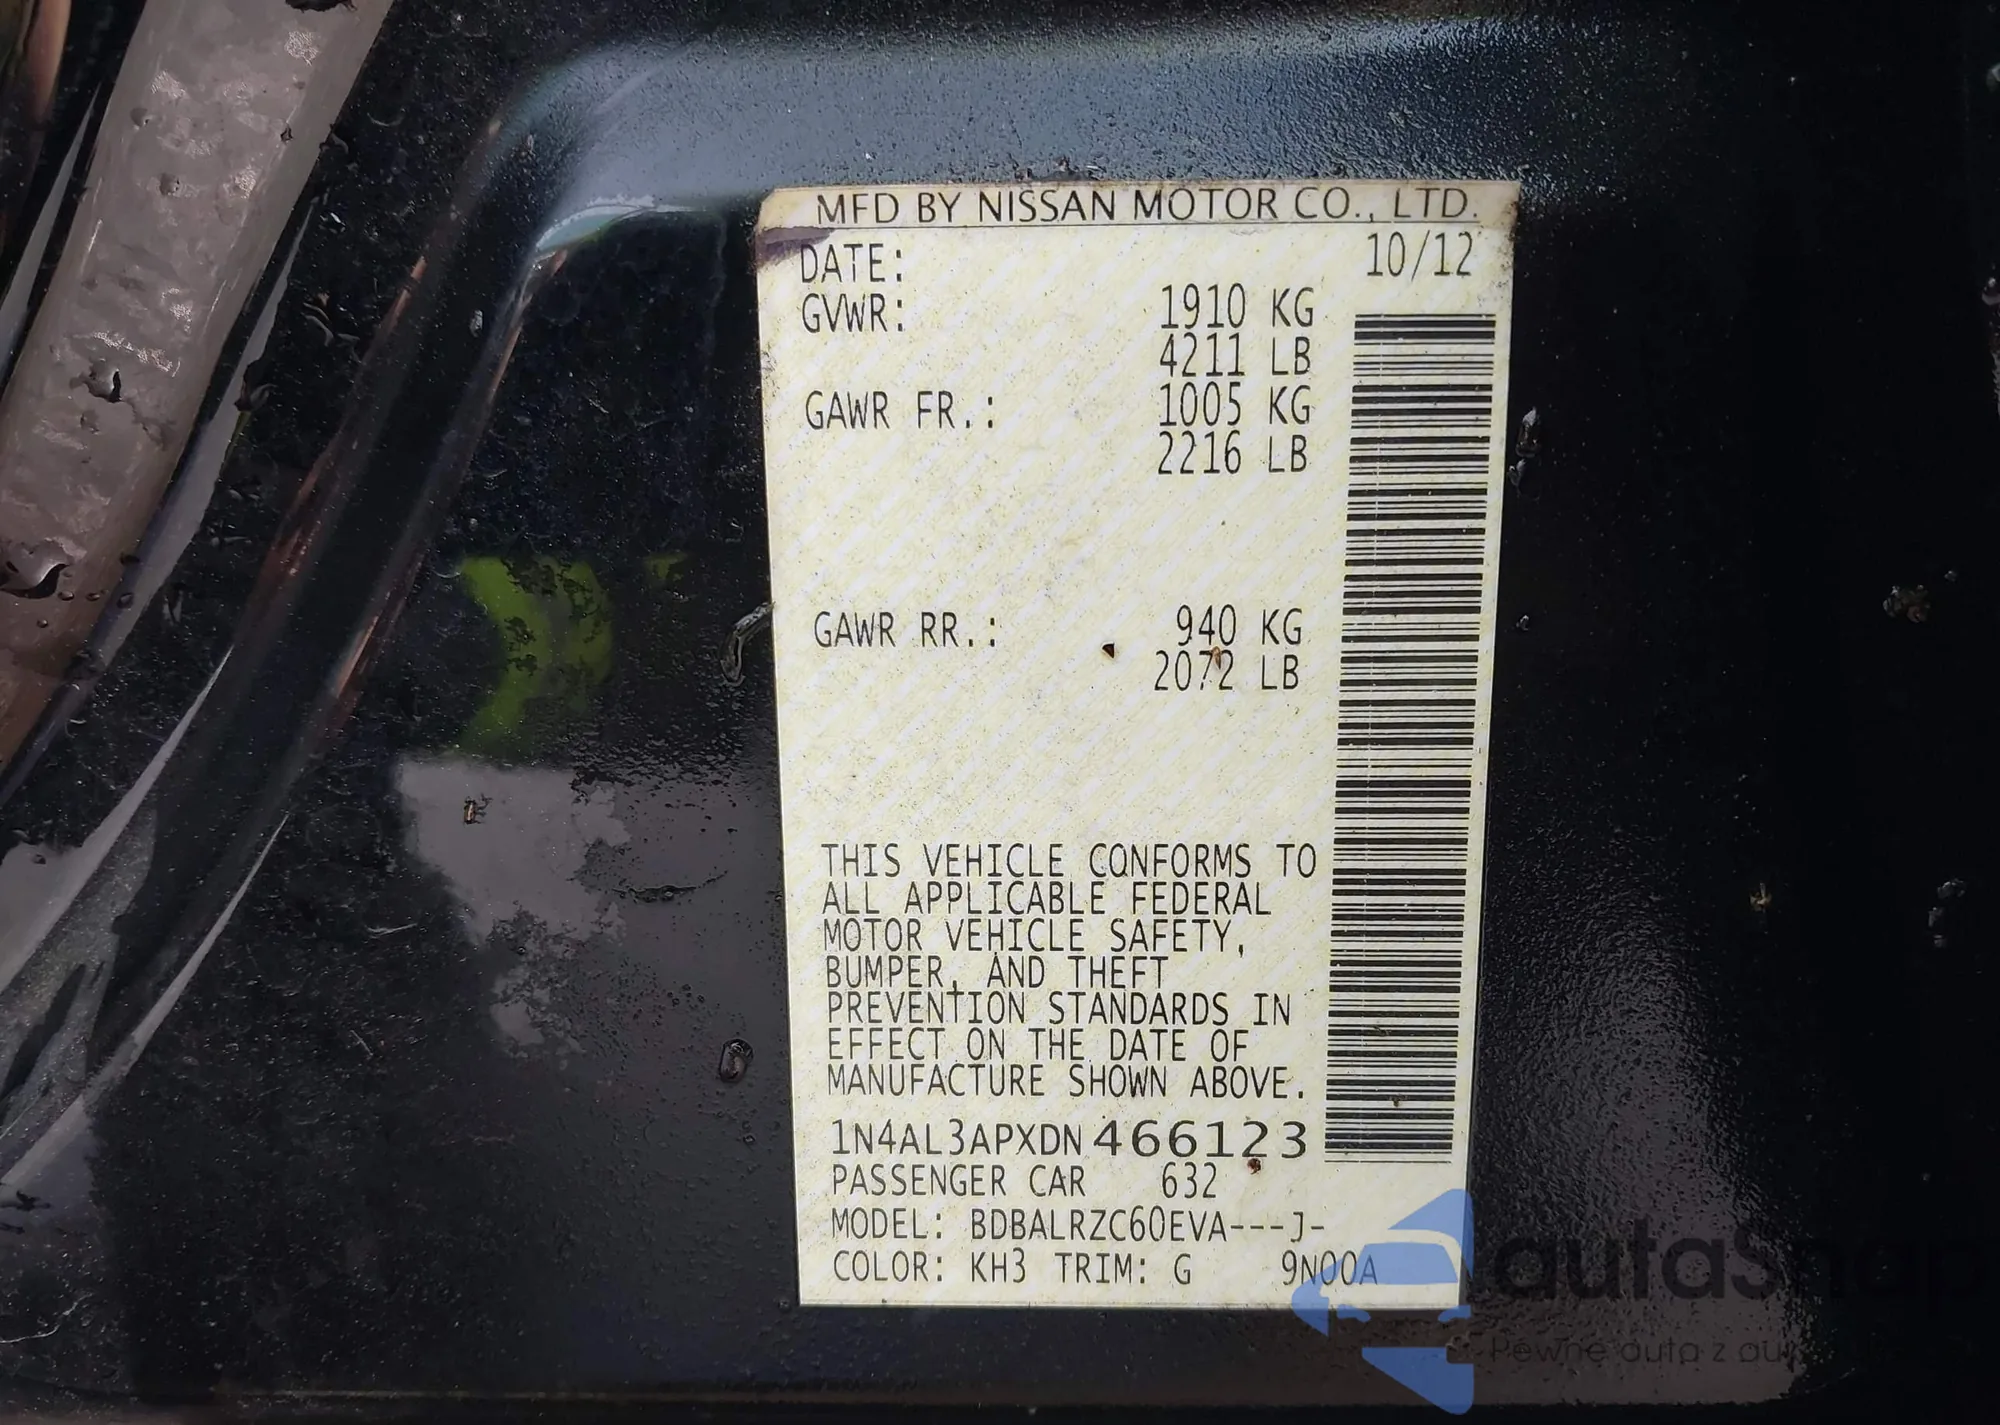 MFD BY NISSAN MOTOR CO., LTD.
DATE: 10/12
GVWR: 1910 KG
4211 LB
GAWR FR.: 1005 KG
2216 LB
GAWR RR.: 940 KG
2072 LB
THIS VEHICLE CONFORMS TO
ALL APPLICABLE FEDERAL
MOTOR VEHICLE SAFETY,
BUMPER, AND THEFT
PREVENTION STANDARDS IN
EFFECT ON THE DATE OF
MANUFACTURE SHOWN ABOVE.
1N4AL3APXDN466123
PASSENGER CAR 632
MODEL: BDBALRZC60EVA---J-
COLOR: KH3 TRIM: G 9N00A
autaSnap
Pewne auta z